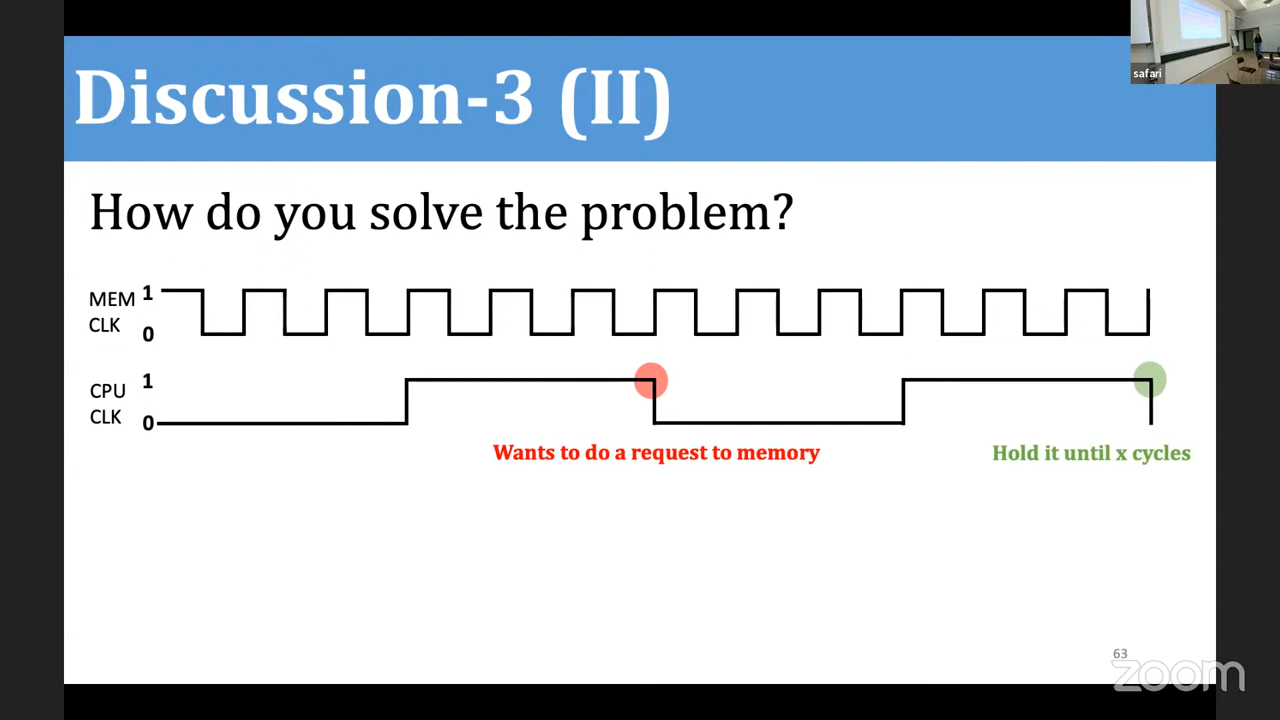 safari
Discussion-3 (II)
How do you solve the problem?
MEM
CLK
1
0
CPU
CLK
1
0
Wants to do a request to memory
Hold it until x cycles
63
zoom